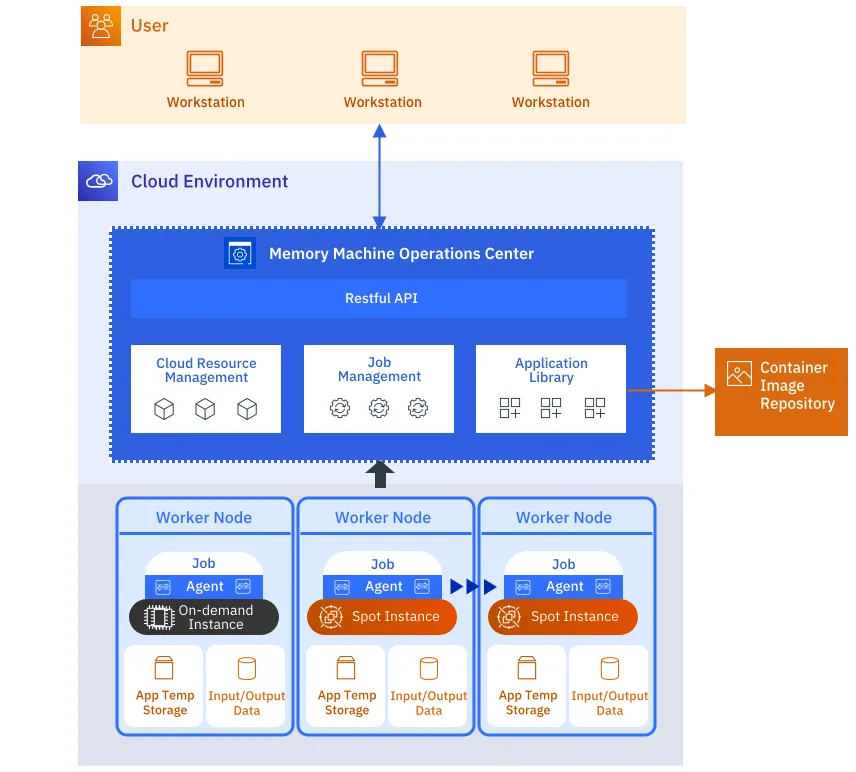 User
Workstation
Workstation
Workstation
Cloud Environment
Memory Machine Operations Center
Restful API
Cloud Resource
Management
Job
Management
Application
Library
Container
Image
Repository
Worker Node
Job
Agent
On-demand
Instance
App Temp
Storage
Input/Output
Data
Worker Node
Job
Agent
Spot Instance
App Temp
Storage
Input/Output
Data
Worker Node
Job
Agent
Spot Instance
App Temp
Storage
Input/Output
Data